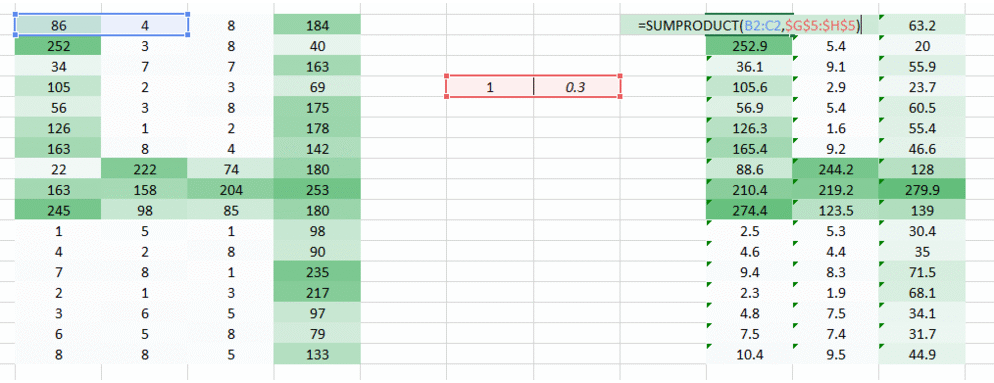 86 4 8 184 =SUMPRODUCT(B2:C2,$G$5:$H$5) 63.2
252 3 8 40 252.9 5.4 20
34 7 7 163 36.1 9.1 55.9
105 2 3 69 1 0.3 105.6 2.9 23.7
56 3 8 175 56.9 5.4 60.5
126 1 2 178 126.3 1.6 55.4
163 8 4 142 165.4 9.2 46.6
22 222 74 180 88.6 244.2 128
163 158 204 253 210.4 219.2 279.9
245 98 85 180 274.4 123.5 139
1 5 1 98 2.5 5.3 30.4
4 2 8 90 4.6 4.4 35
7 8 1 235 9.4 8.3 71.5
2 1 3 217 2.3 1.9 68.1
3 6 5 97 4.8 7.5 34.1
6 5 8 79 7.5 7.4 31.7
8 8 5 133 10.4 9.5 44.9